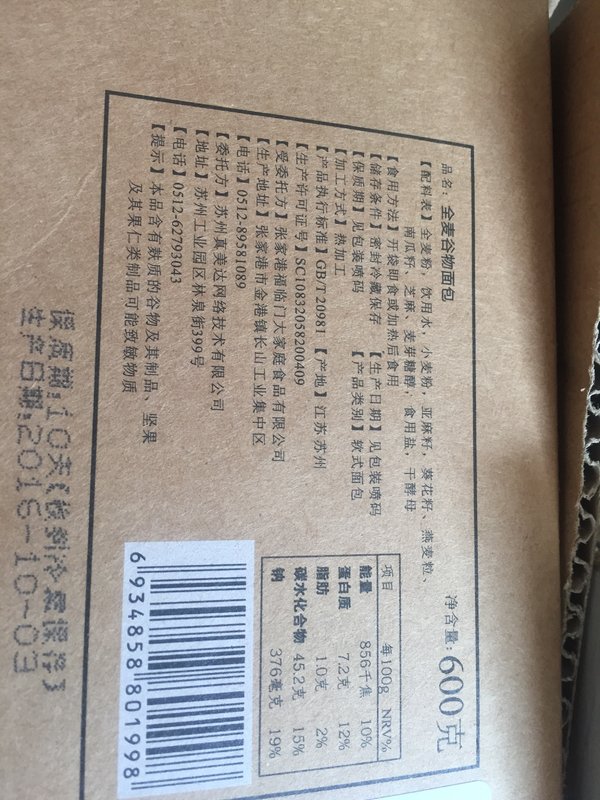 品名：全麦谷物面包
净含量：600克
【配料表】全麦粉，饮用水，小麦粉，亚麻籽，葵花籽、燕麦粒、
南瓜籽，芝麻、麦芽糖醇，食用盐、干酵母
【食用方法】开袋即食或加热后食用
【储存条件】密封冷藏保存 【生产日期】见包装喷码
【保质期】见包装喷码 【产品类别】软式面包
【加工方式】热加工
【产品执行标准】GB/T20981 【产地】江苏苏州
【生产许可证号】SC10832058200409
【受委托方】张家港福临门大家庭食品有限公司
【生产地址】张家港市金港镇长山工业集中区
【电话】0512-89581089
【委托方】苏州真美达网络技术有限公司
【地址】苏州工业园区林泉街399号
【电话】0512-62793043
【提示】本品含有麸质的谷物及其制品、坚果
及其果仁类制品可能致敏物质
项目 每100g NRV%
能量 856千焦 10%
蛋白质 7.2克 12%
脂肪 1.0克 2%
碳水化合物 45.2克 15%
钠 376毫克 19%
6 934858 801998
保质期:10天(收到冷藏保存)
生产日期:2016-10-03